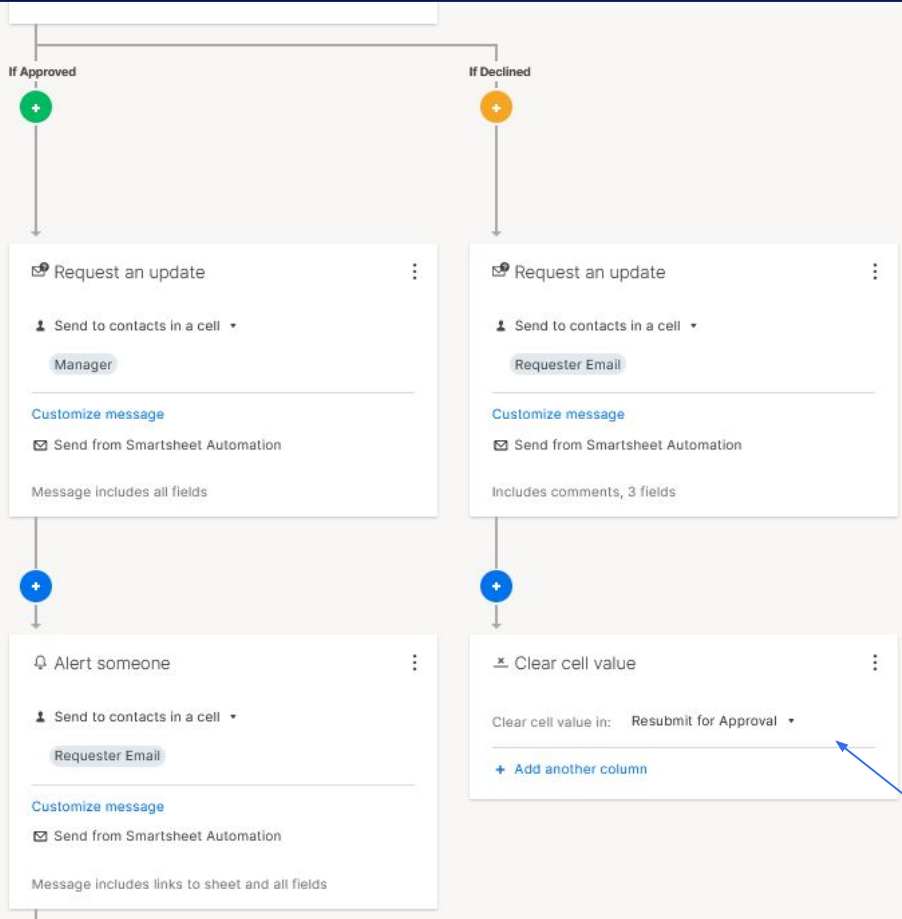 If Approved
If Declined
Request an update
Send to contacts in a cell
Manager
Customize message
Send from Smartsheet Automation
Message includes all fields
Request an update
Send to contacts in a cell
Requester Email
Customize message
Send from Smartsheet Automation
Includes comments, 3 fields
Alert someone
Send to contacts in a cell
Requester Email
Customize message
Send from Smartsheet Automation
Message includes links to sheet and all fields
Clear cell value
Clear cell value in: Resubmit for Approval
+ Add another column